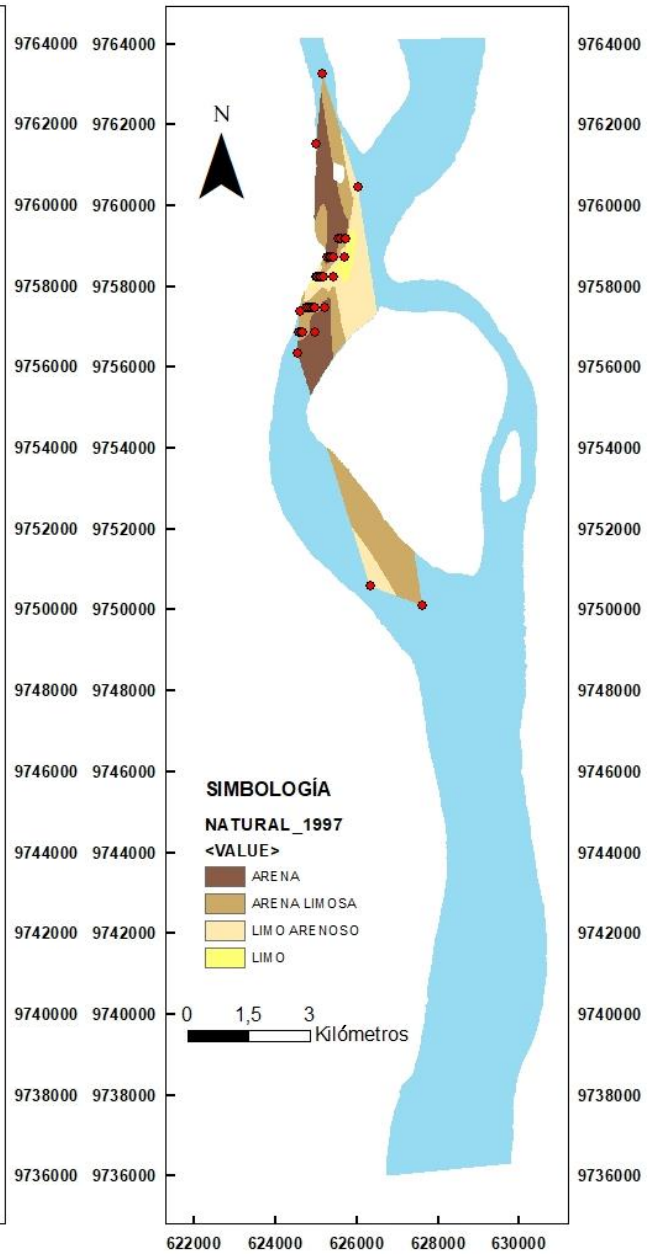 9764000 9764000 9764000
9762000 9762000 9762000
N
9760000 9760000 9760000
9758000 9758000 9758000
9756000 9756000 9756000
9754000 9754000 9754000
9752000 9752000 9752000
9750000 9750000 9750000
9748000 9748000 9748000
9746000 9746000 9746000
SIMBOLOGÍA
NATURAL_1997
<VALUE>
9744000 9744000 9744000
ARENA
ARENA LIMOSA
9742000 9742000 9742000
LIMO ARENOSO
LIMO
9740000 9740000 9740000
0 1,5 3
Kilómetros
9738000 9738000 9738000
9736000 9736000 9736000
622000 624000 626000 628000 630000